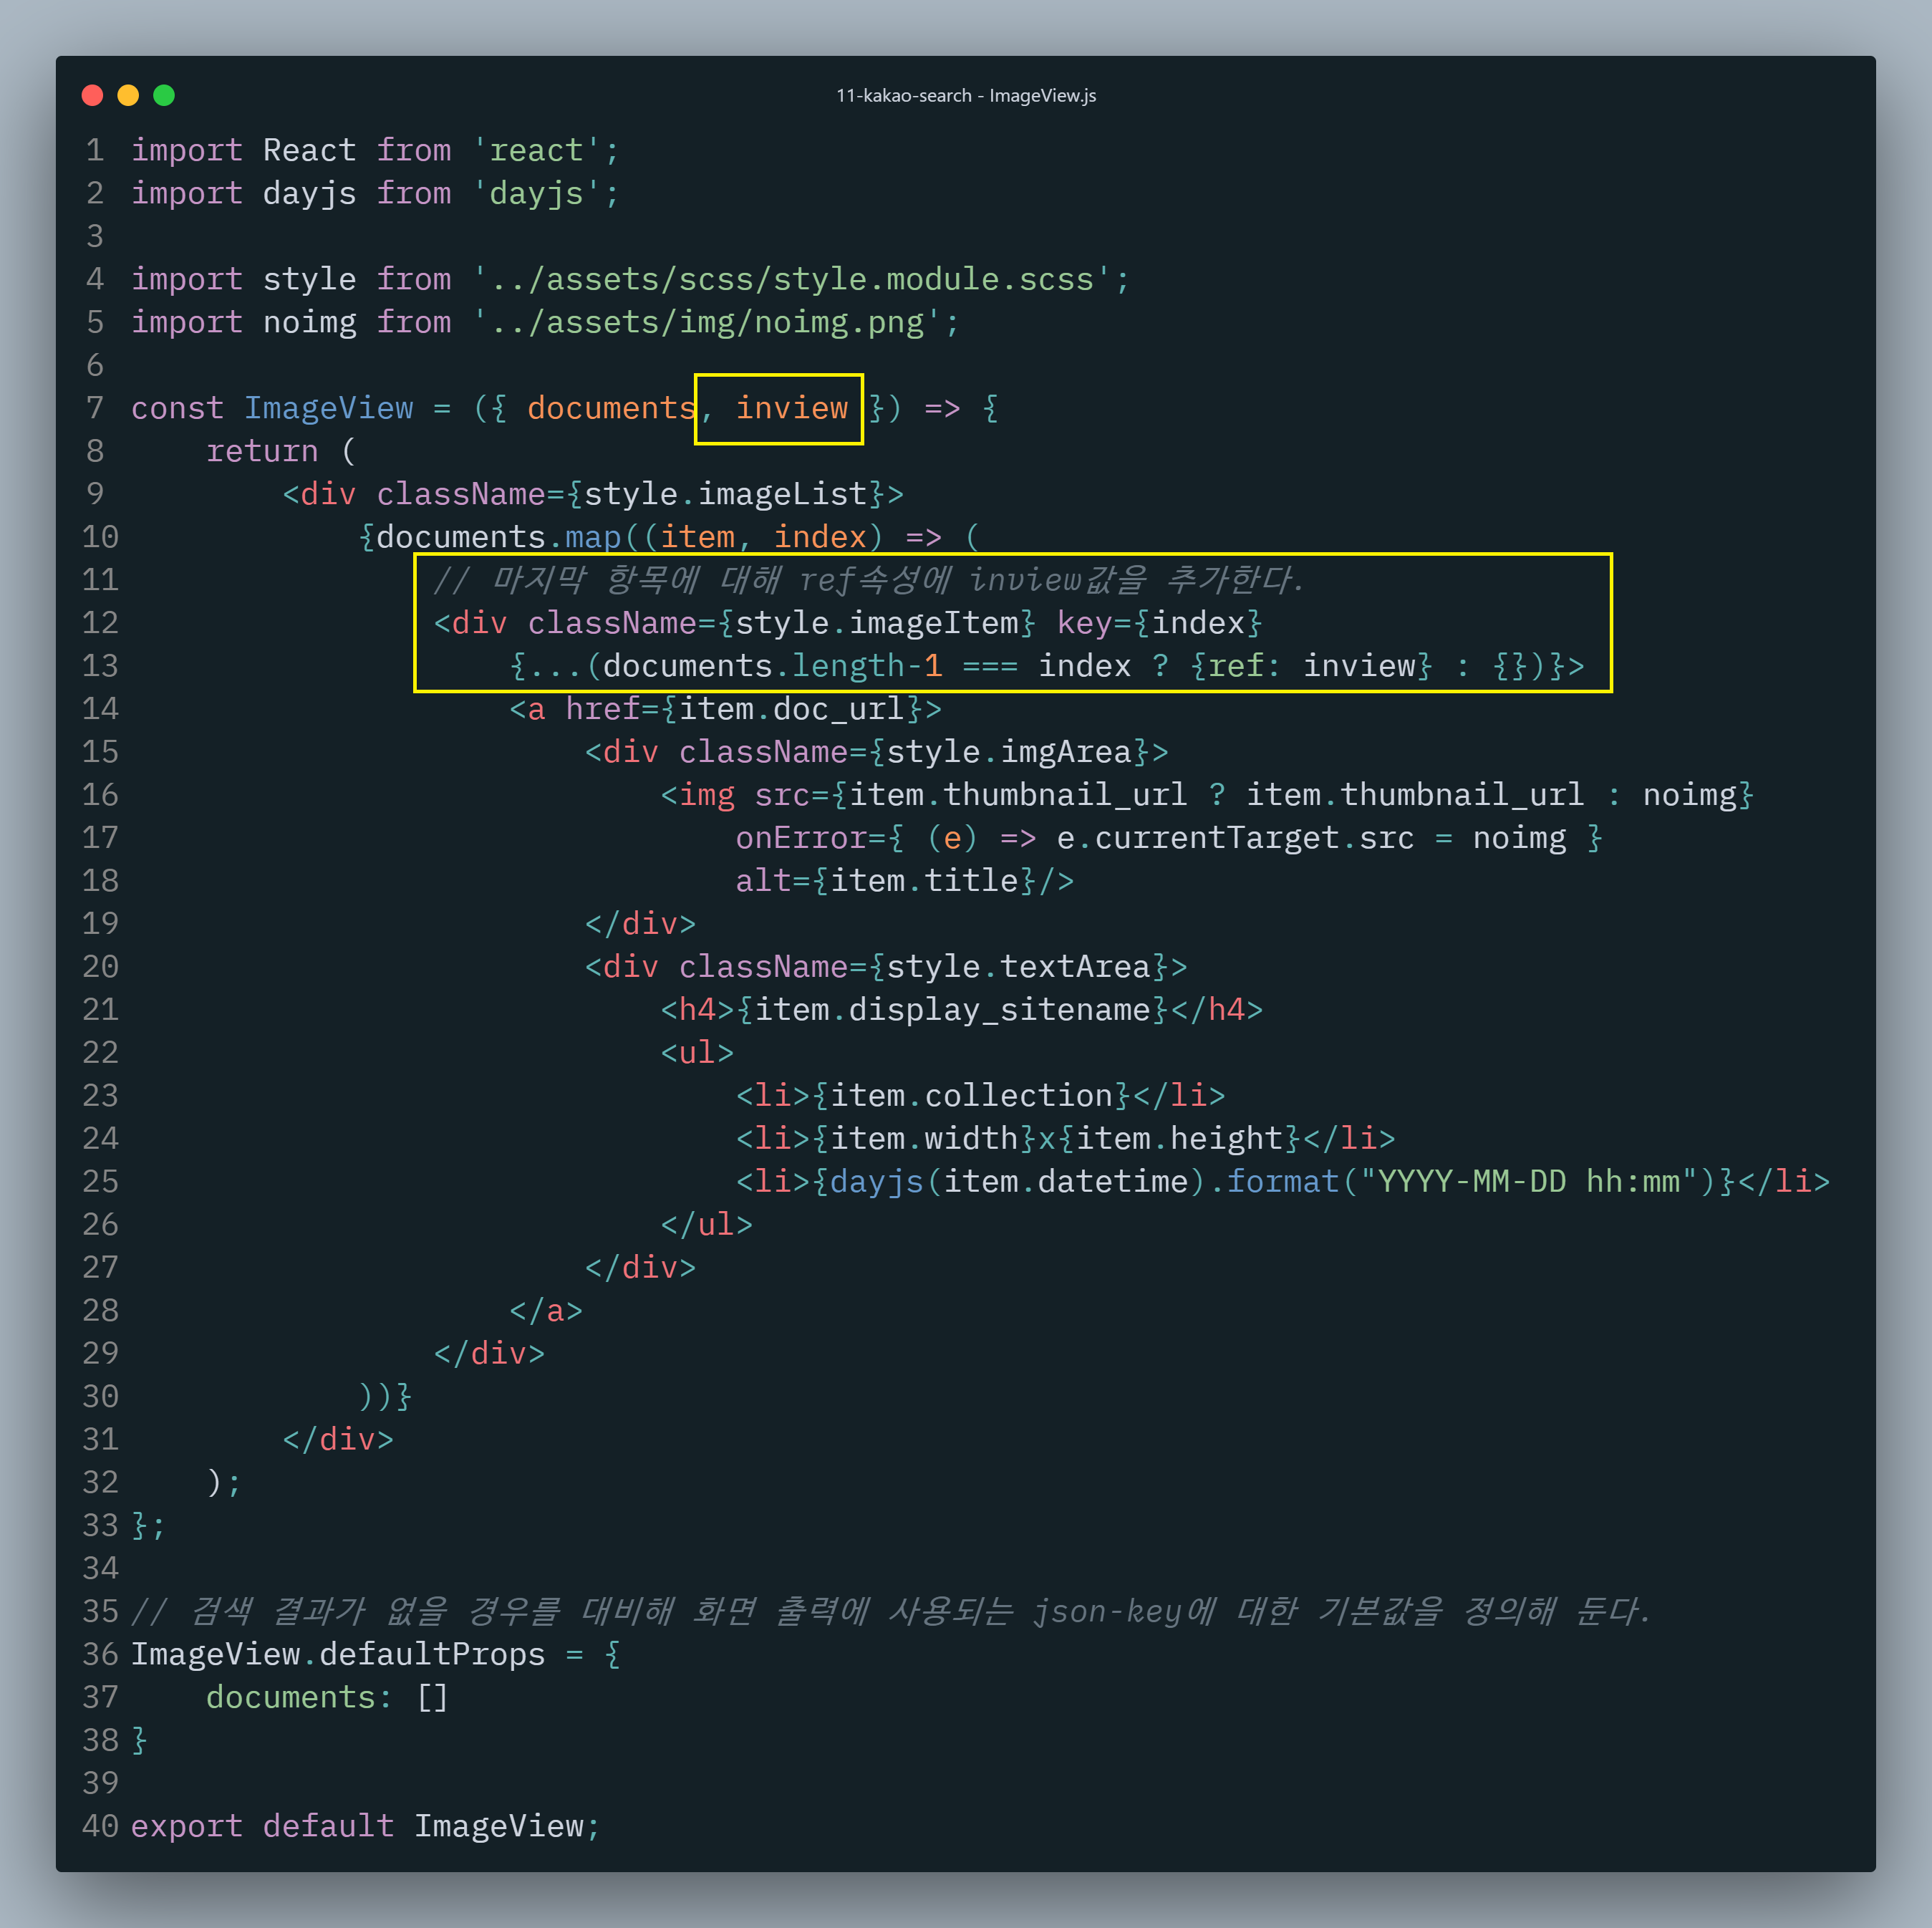 11-kakao-search - ImageView.js
1 import React from 'react';
2 import dayjs from 'dayjs';
3
4 import style from '../assets/scss/style.module.scss';
5 import noimg from '../assets/img/noimg.png';
6
7 const ImageView = ({ documents, inview }) => {
8     return (
9         <div className={style.imageList}>
10             {documents.map((item, index) => (
11                 // 마지막 항목에 대해 ref속성에 inview값을 추가한다.
12                 <div className={style.imageItem} key={index}
13                     {...(documents.length-1 === index ? {ref: inview} : {})}>
14                     <a href={item.doc_url}>
15                         <div className={style.imgArea}>
16                             <img src={item.thumbnail_url ? item.thumbnail_url : noimg}
17                                 onError={ (e) => e.currentTarget.src = noimg }
18                                 alt={item.title}/>
19                         </div>
20                         <div className={style.textArea}>
21                             <h4>{item.display_sitename}</h4>
22                             <ul>
23                                 <li>{item.collection}</li>
24                                 <li>{item.width}x{item.height}</li>
25                                 <li>{dayjs(item.datetime).format("YYYY-MM-DD hh:mm")}</li>
26                             </ul>
27                         </div>
28                     </a>
29                 </div>
30             ))}
31         </div>
32     );
33 };
34
35 // 검색 결과가 없을 경우를 대비해 화면 출력에 사용되는 json-key에 대한 기본값을 정의해 둔다.
36 ImageView.defaultProps = {
37     documents: []
38 }
39
40 export default ImageView;